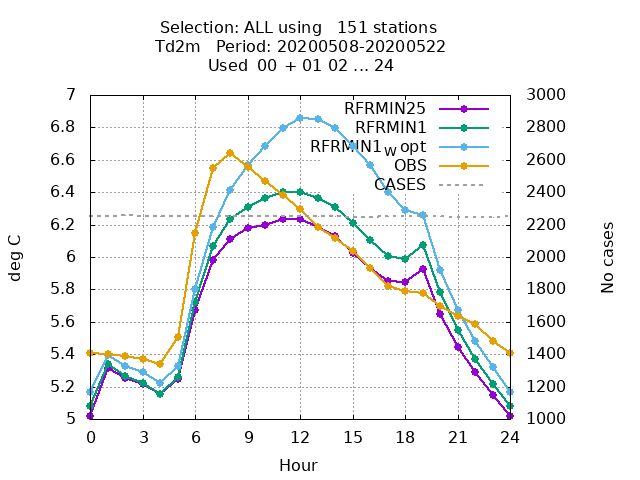 Selection: ALL using   151 stations
Td2m   Period: 20200508-20200522
Used  00 + 01 02 ... 24
7
6.8
6.6
6.4
6.2
6
5.8
5.6
5.4
5.2
5
3000
2800
2600
2400
2200
2000
1800
1600
1400
1200
1000
deg C
No cases
RFRMIN25
RFRMIN1
RFRMIN1wopt
OBS
CASES
0 3 6 9 12 15 18 21 24
Hour